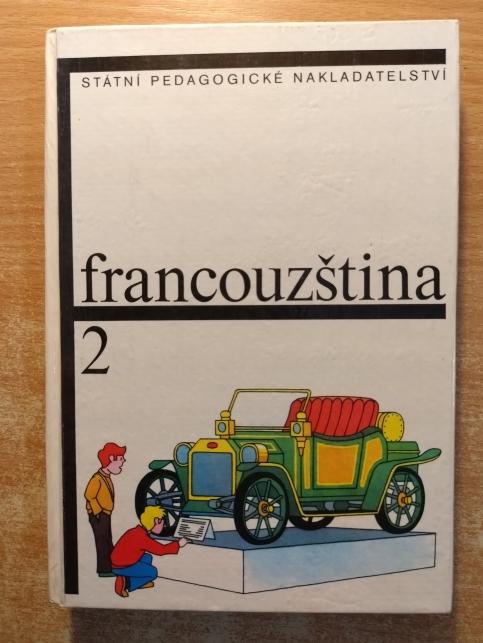 STÁTNÍ PEDAGOGICKÉ NAKLADATELSTVÍ
francouzština
2